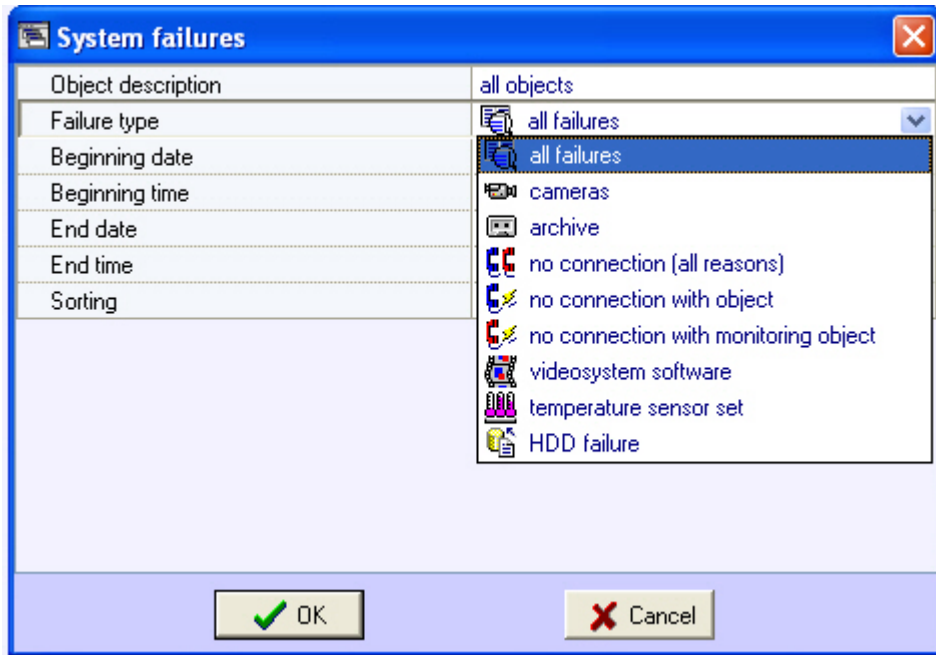 System failures
Object description all objects
Failure type all failures
Beginning date all failures
Beginning time cameras
End date archive
End time no connection (all reasons)
Sorting no connection with object
no connection with monitoring object
videosystem software
temperature sensor set
HDD failure
OK Cancel